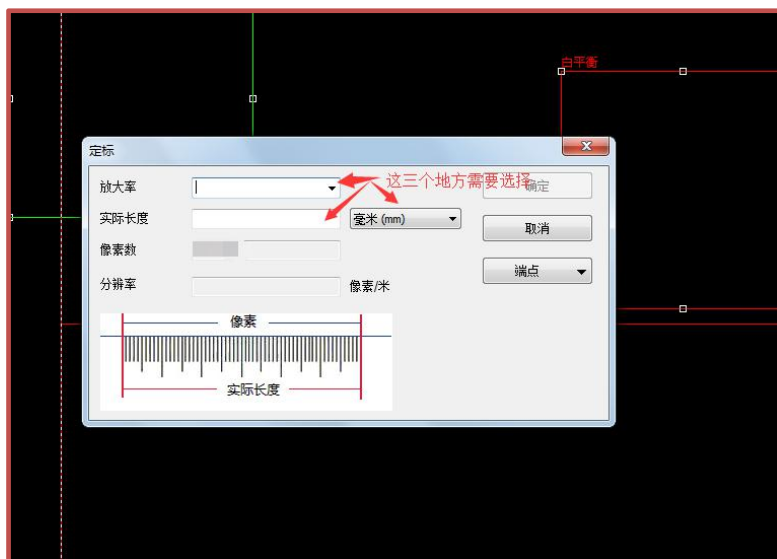 白平衡
定标
放大率
这三个地方需要选择
确定
实际长度
毫米 (mm)
取消
像素数
端点
分辨率
像素/米
像素
实际长度